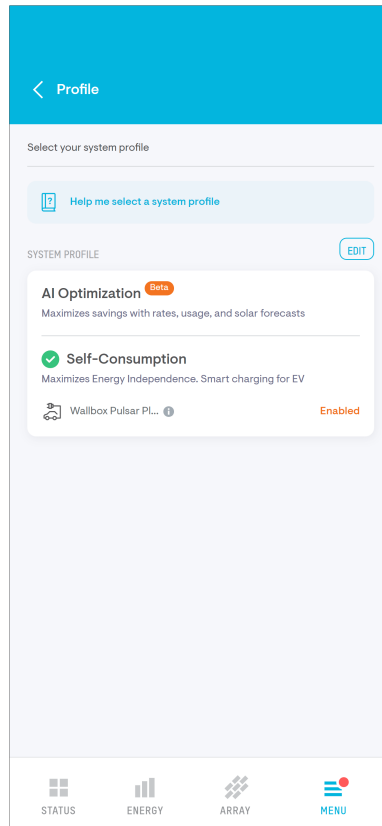 Profile
Select your system profile
Help me select a system profile
SYSTEM PROFILE
EDIT
AI Optimization Beta
Maximizes savings with rates, usage, and solar forecasts
Self-Consumption
Maximizes Energy Independence. Smart charging for EV
Wallbox Pulsar Pl... Enabled
STATUS ENERGY ARRAY MENU